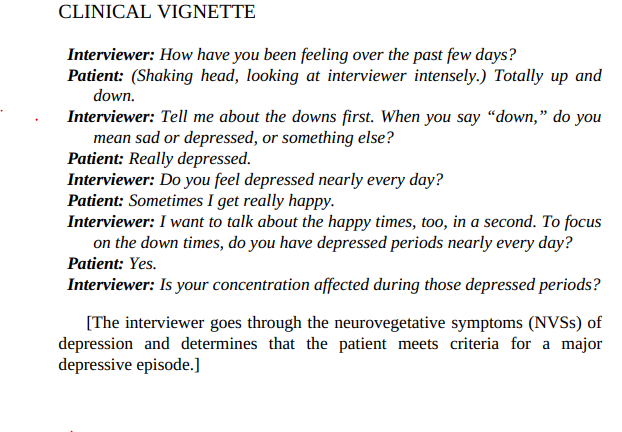 CLINICAL VIGNETTE
Interviewer: How have you been feeling over the past few days?
Patient: (Shaking head, looking at interviewer intensely.) Totally up and
down.
Interviewer: Tell me about the downs first. When you say “down,” do you
mean sad or depressed, or something else?
Patient: Really depressed.
Interviewer: Do you feel depressed nearly every day?
Patient: Sometimes I get really happy.
Interviewer: I want to talk about the happy times, too, in a second. To focus
on the down times, do you have depressed periods nearly every day?
Patient: Yes.
Interviewer: Is your concentration affected during those depressed periods?
[The interviewer goes through the neurovegetative symptoms (NVSs) of
depression and determines that the patient meets criteria for a major
depressive episode.]